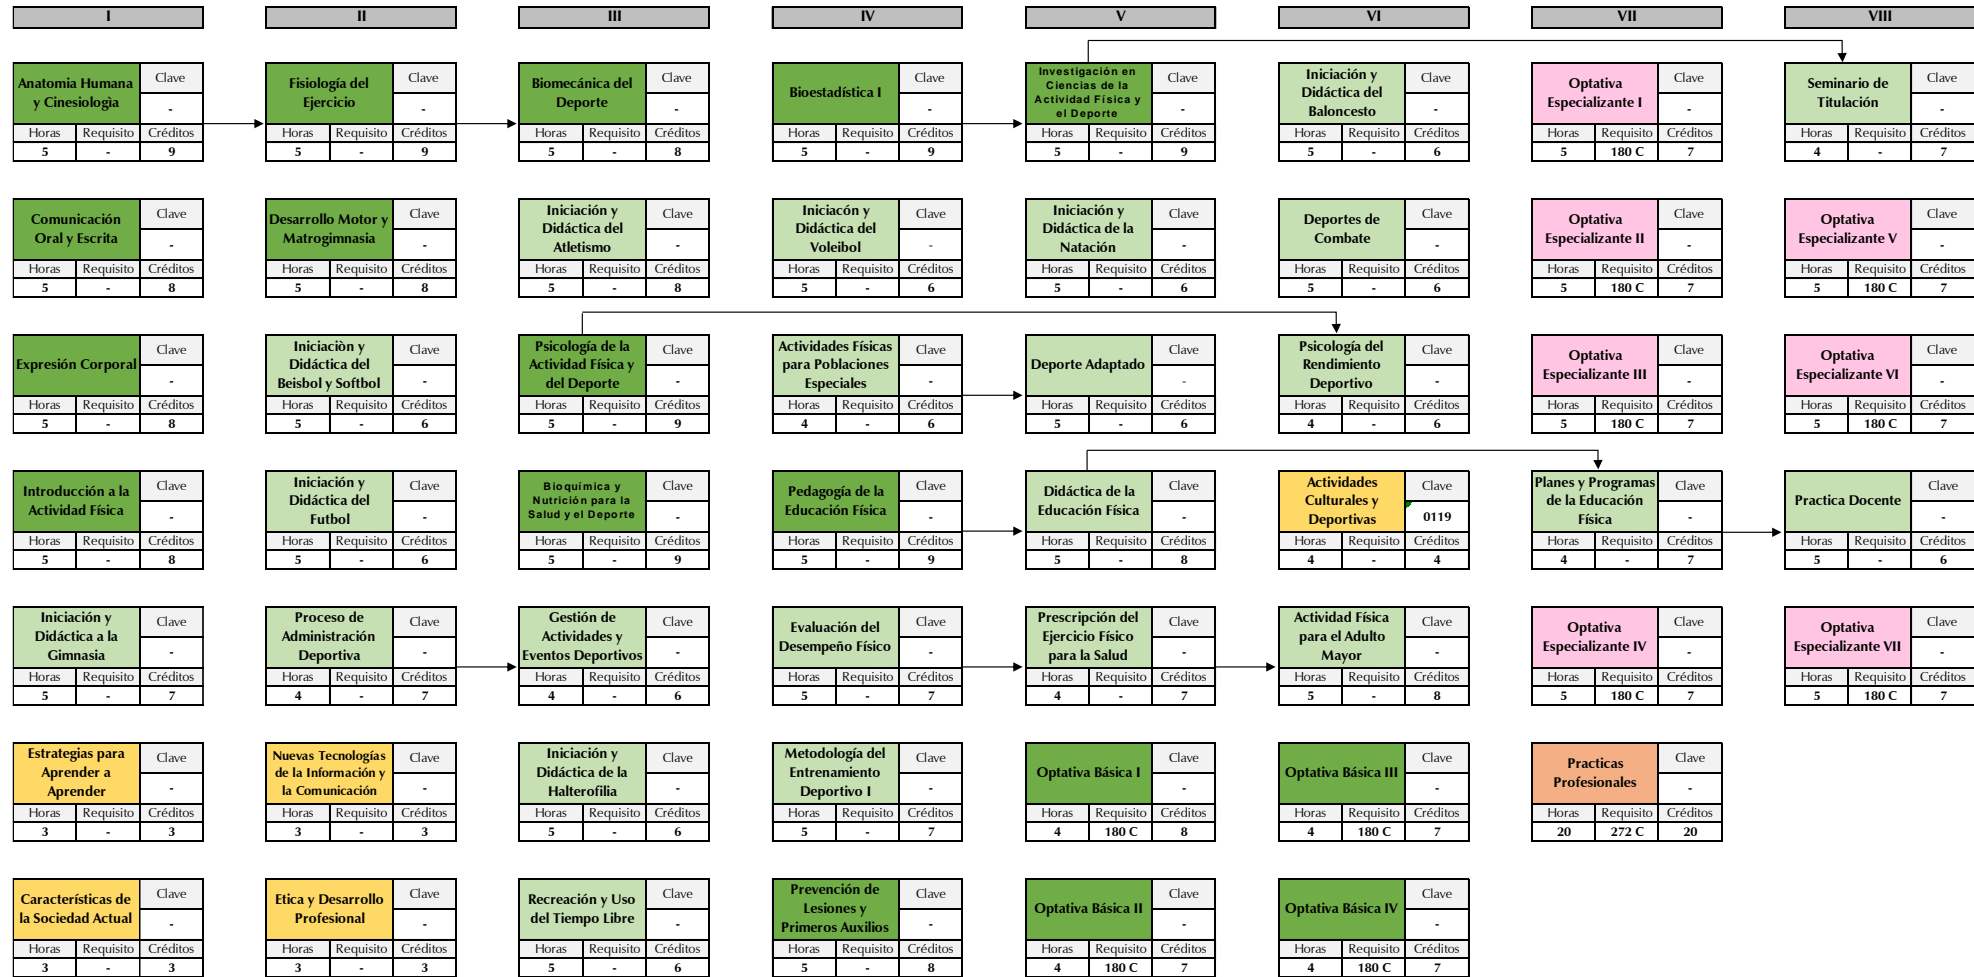 I
II
III
IV
V
VI
VII
VIII
Anatomia Humana
y Cinesiologìa
Clave
-
Horas Requisito Créditos
5 - 9
Fisiología del
Ejercicio
Clave
-
Horas Requisito Créditos
5 - 9
Biomecánica del
Deporte
Clave
-
Horas Requisito Créditos
5 - 8
Bioestadística I
Clave
-
Horas Requisito Créditos
5 - 9
Investigación en
Ciencias de la
Actividad Física y
el Deporte
Clave
-
Horas Requisito Créditos
5 - 9
Iniciación y
Didáctica del
Baloncesto
Clave
-
Horas Requisito Créditos
5 - 6
Optativa
Especializante I
Clave
-
Horas Requisito Créditos
5 180 C 7
Seminario de
Titulación
Clave
-
Horas Requisito Créditos
4 - 7
Comunicación
Oral y Escrita
Clave
-
Horas Requisito Créditos
5 - 8
Desarrollo Motor y
Matrogimnasia
Clave
-
Horas Requisito Créditos
5 - 8
Iniciación y
Didáctica del
Atletismo
Clave
-
Horas Requisito Créditos
5 - 8
Iniciacón y
Didáctica del
Voleibol
Clave
-
Horas Requisito Créditos
5 - 6
Iniciación y
Didáctica de la
Natación
Clave
-
Horas Requisito Créditos
5 - 6
Deportes de
Combate
Clave
-
Horas Requisito Créditos
5 - 6
Optativa
Especializante II
Clave
-
Horas Requisito Créditos
5 180 C 7
Optativa
Especializante V
Clave
-
Horas Requisito Créditos
5 180 C 7
Expresión Corporal
Clave
-
Horas Requisito Créditos
5 - 8
Iniciaciòn y
Didáctica del
Beisbol y Softbol
Clave
-
Horas Requisito Créditos
5 - 6
Psicología de la
Actividad Física y
del Deporte
Clave
-
Horas Requisito Créditos
5 - 9
Actividades Físicas
para Poblaciones
Especiales
Clave
-
Horas Requisito Créditos
4 - 6
Deporte Adaptado
Clave
-
Horas Requisito Créditos
5 - 6
Psicología del
Rendimiento
Deportivo
Clave
-
Horas Requisito Créditos
4 - 6
Optativa
Especializante III
Clave
-
Horas Requisito Créditos
5 180 C 7
Optativa
Especializante VI
Clave
-
Horas Requisito Créditos
5 180 C 7
Introducción a la
Actividad Física
Clave
-
Horas Requisito Créditos
5 - 8
Iniciación y
Didáctica del
Futbol
Clave
-
Horas Requisito Créditos
5 - 6
Bioquímica y
Nutrición para la
Salud y el Deporte
Clave
-
Horas Requisito Créditos
5 - 9
Pedagogía de la
Educación Física
Clave
-
Horas Requisito Créditos
5 - 9
Didáctica de la
Educación Física
Clave
-
Horas Requisito Créditos
5 - 8
Actividades
Culturales y
Deportivas
Clave
0119
Horas Requisito Créditos
4 - 4
Planes y Programas
de la Educación
Física
Clave
-
Horas Requisito Créditos
4 - 7
Practica Docente
Clave
-
Horas Requisito Créditos
5 - 6
Iniciación y
Didáctica a la
Gimnasia
Clave
-
Horas Requisito Créditos
5 - 7
Proceso de
Administración
Deportiva
Clave
-
Horas Requisito Créditos
4 - 7
Gestión de
Actividades y
Eventos Deportivos
Clave
-
Horas Requisito Créditos
4 - 6
Evaluación del
Desempeño Físico
Clave
-
Horas Requisito Créditos
5 - 7
Prescripción del
Ejercicio Físico
para la Salud
Clave
-
Horas Requisito Créditos
4 - 7
Actividad Física
para el Adulto
Mayor
Clave
-
Horas Requisito Créditos
5 - 8
Optativa
Especializante IV
Clave
-
Horas Requisito Créditos
5 180 C 7
Optativa
Especializante VII
Clave
-
Horas Requisito Créditos
5 180 C 7
Estrategias para
Aprender a
Aprender
Clave
-
Horas Requisito Créditos
3 - 3
Nuevas Tecnologías
de la Información y
la Comunicación
Clave
-
Horas Requisito Créditos
3 - 3
Iniciación y
Didáctica de la
Halterofilia
Clave
-
Horas Requisito Créditos
5 - 6
Metodología del
Entrenamiento
Deportivo I
Clave
-
Horas Requisito Créditos
5 - 7
Optativa Básica I
Clave
-
Horas Requisito Créditos
4 180 C 8
Optativa Básica III
Clave
-
Horas Requisito Créditos
4 180 C 7
Practicas
Profesionales
Clave
-
Horas Requisito Créditos
20 272 C 20
Características de
la Sociedad Actual
Clave
-
Horas Requisito Créditos
3 - 3
Etica y Desarrollo
Profesional
Clave
-
Horas Requisito Créditos
3 - 3
Recreación y Uso
del Tiempo Libre
Clave
-
Horas Requisito Créditos
5 - 6
Prevención de
Lesiones y
Primeros Auxilios
Clave
-
Horas Requisito Créditos
5 - 8
Optativa Básica II
Clave
-
Horas Requisito Créditos
4 180 C 7
Optativa Básica IV
Clave
-
Horas Requisito Créditos
4 180 C 7